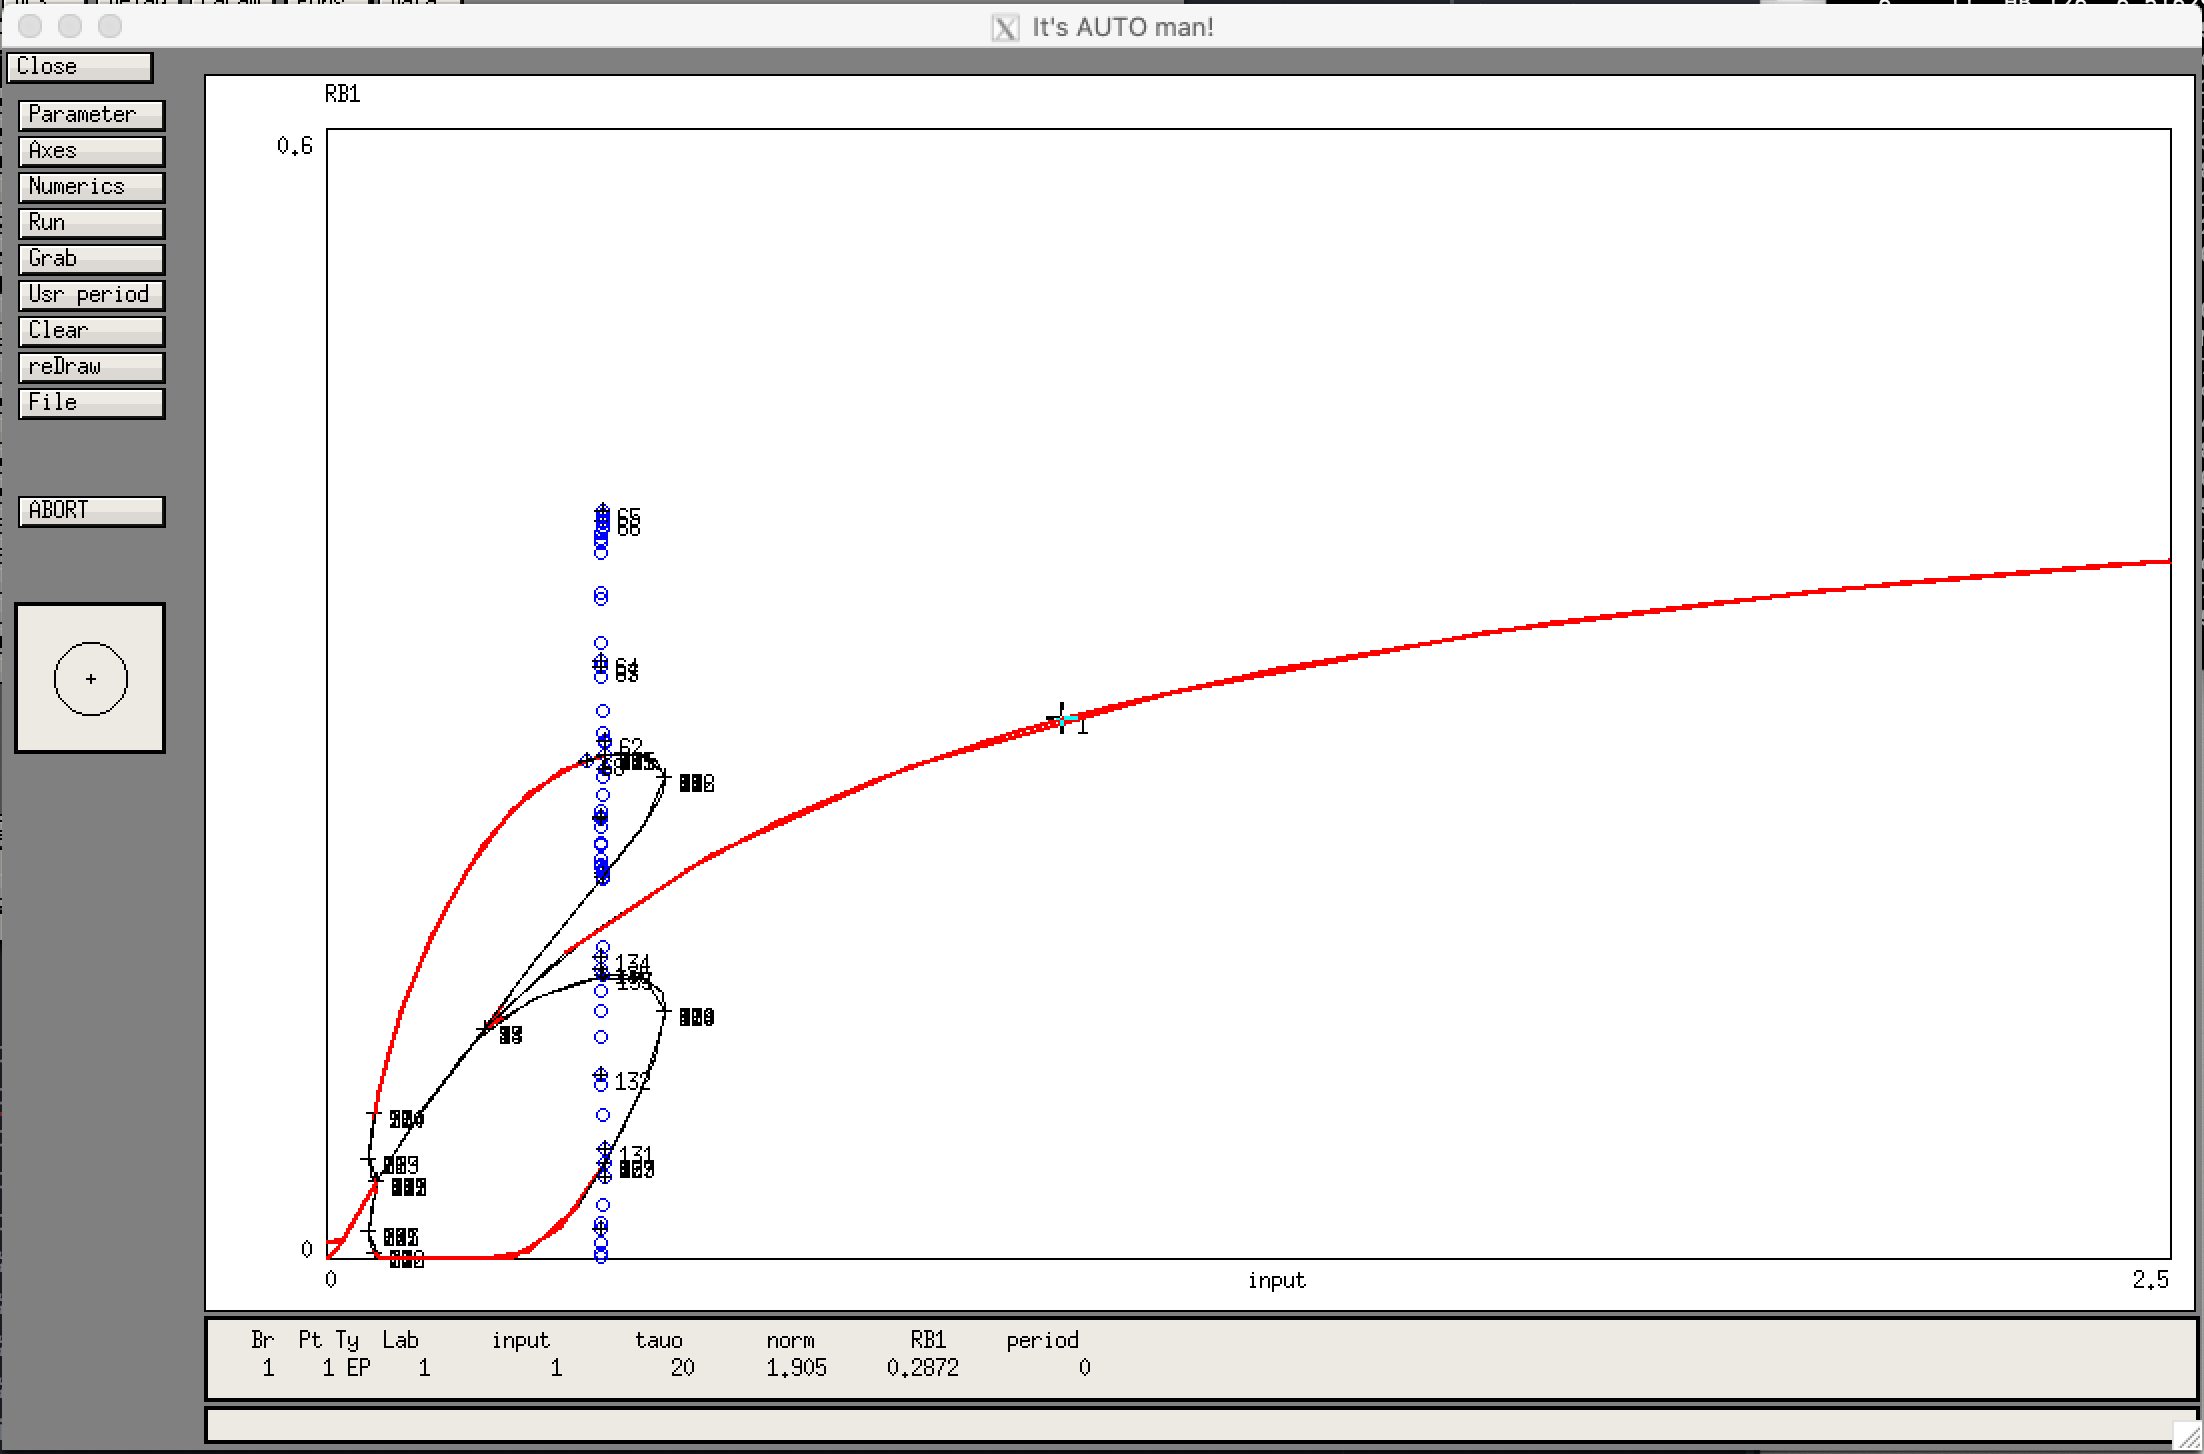 It's AUTO man!
Close
Parameter
Axes
Numerics
Run
Grab
Usr period
Clear
reDraw
File
ABORT
RB1
0.6
65
66
64
62
1
134
132
131
0
0
input
2.5
Br Pt Ty Lab input tauo norm RB1 period
1 1 EP 1 1 20 1.905 0.2872 0